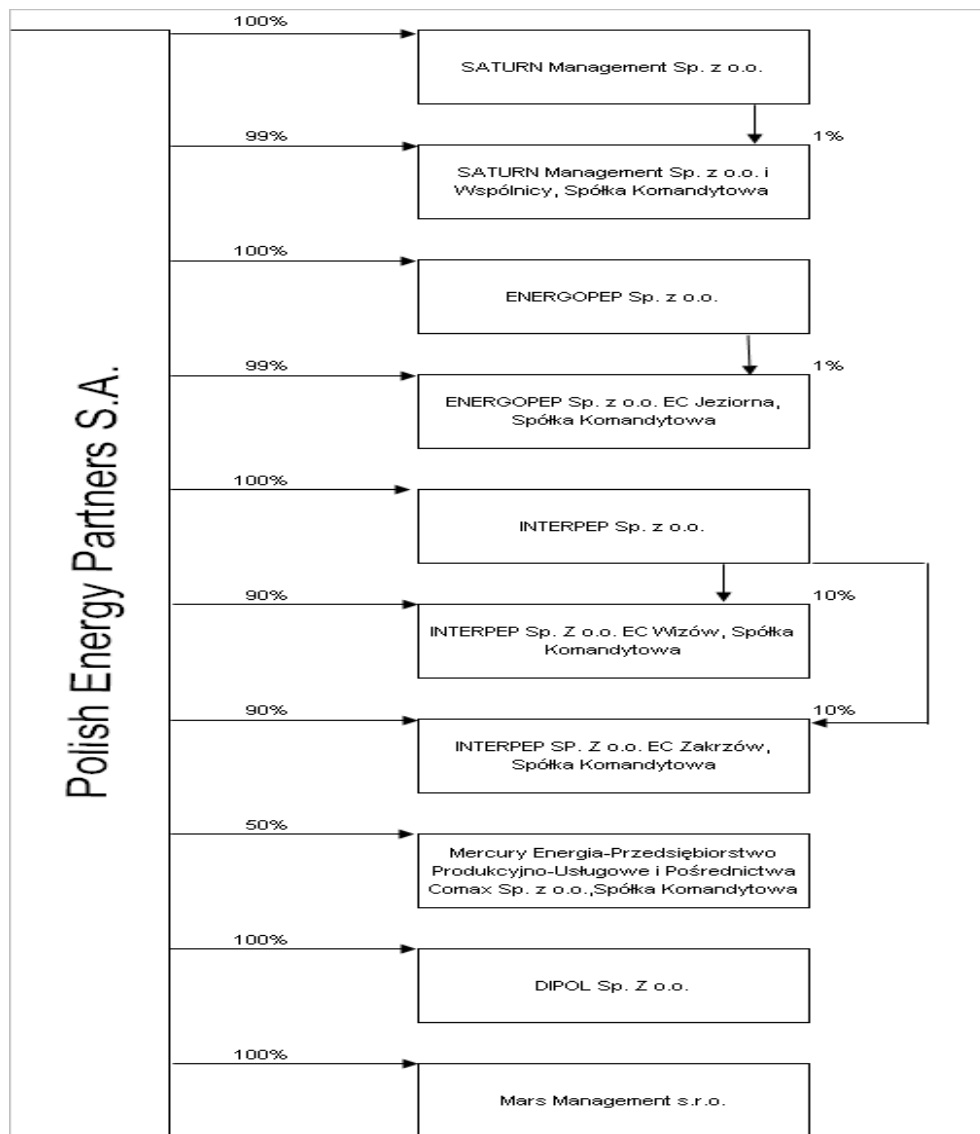 Polish Energy Partners S.A.
100%
SATURN Management Sp. z o.o.
99%
1%
SATURN Management Sp. z o.o. i
Wspólnicy, Spółka Komandytowa
100%
ENERGOPEP Sp. z o.o.
99%
1%
ENERGOPEP Sp. z o.o. EC Jeziorna,
Spółka Komandytowa
100%
INTERPEP Sp. z o.o.
90%
10%
INTERPEP Sp. Z o.o. EC Wizów, Spółka
Komandytowa
90%
10%
INTERPEP SP. Z o.o. EC Zakrzów,
Spółka Komandytowa
50%
Mercury Energia-Przedsiębiorstwo
Produkcyjno-Usługowe i Pośrednictwa
Comax Sp. z o.o.,Spółka Komandytowa
100%
DIPOL Sp. Z o.o.
100%
Mars Management s.r.o.